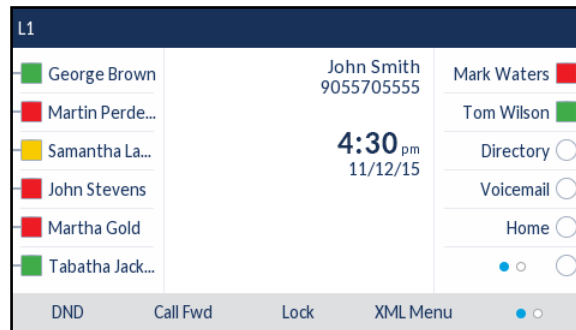 L1
George Brown
Martin Perde...
Samantha La...
John Stevens
Martha Gold
Tabatha Jack...
John Smith
9055705555
4:30 pm
11/12/15
Mark Waters
Tom Wilson
Directory
Voicemail
Home
DND Call Fwd Lock XML Menu